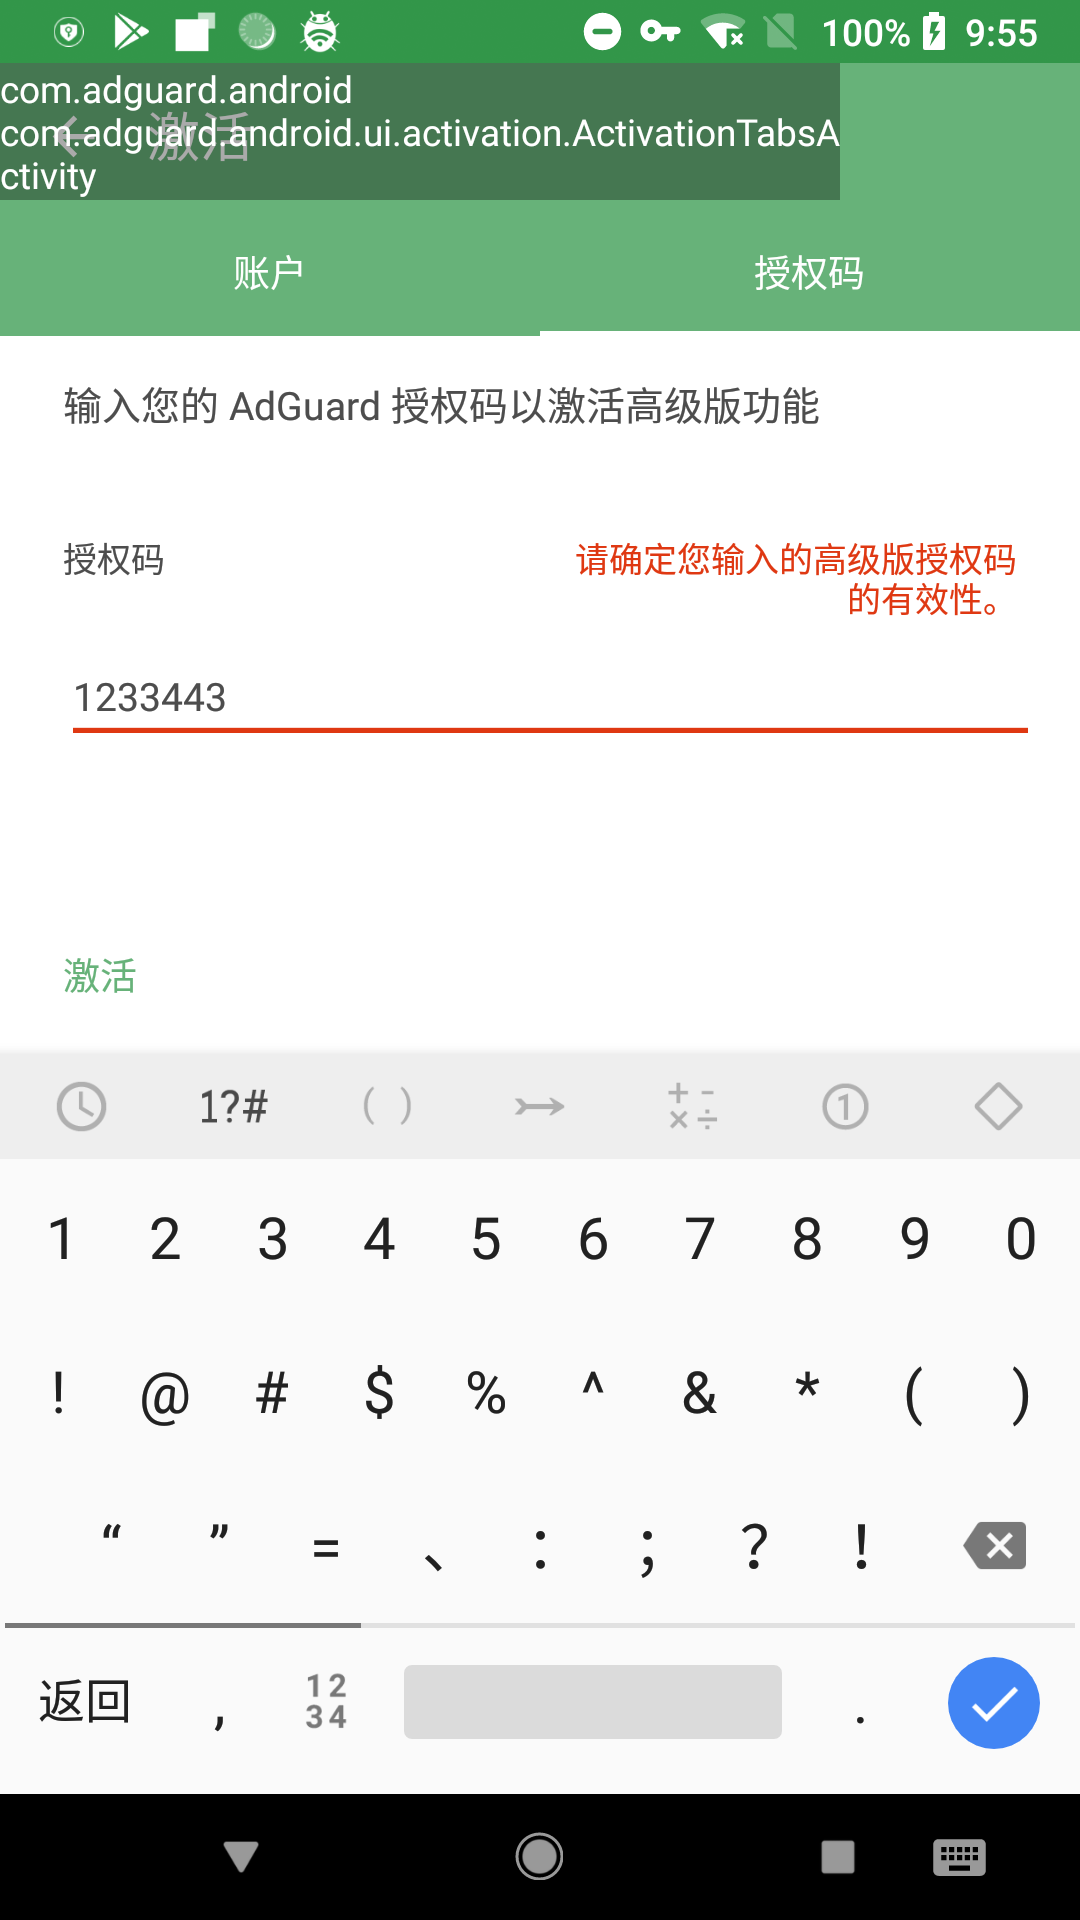 100% 9:55
com.adguard.android
com.adguard.android.ui.activation.ActivationTabsA
ctivity
激活
账户 授权码
输入您的 AdGuard 授权码以激活高级版功能
授权码 请确定您输入的高级版授权码
的有效性。
1233443
激活
1?# ( ) + - × ÷ 1
1 2 3 4 5 6 7 8 9 0
! @ # $ % ^ & * ( )
“ ” = 、 ： ； ？ ！
返回 , 12 .
34